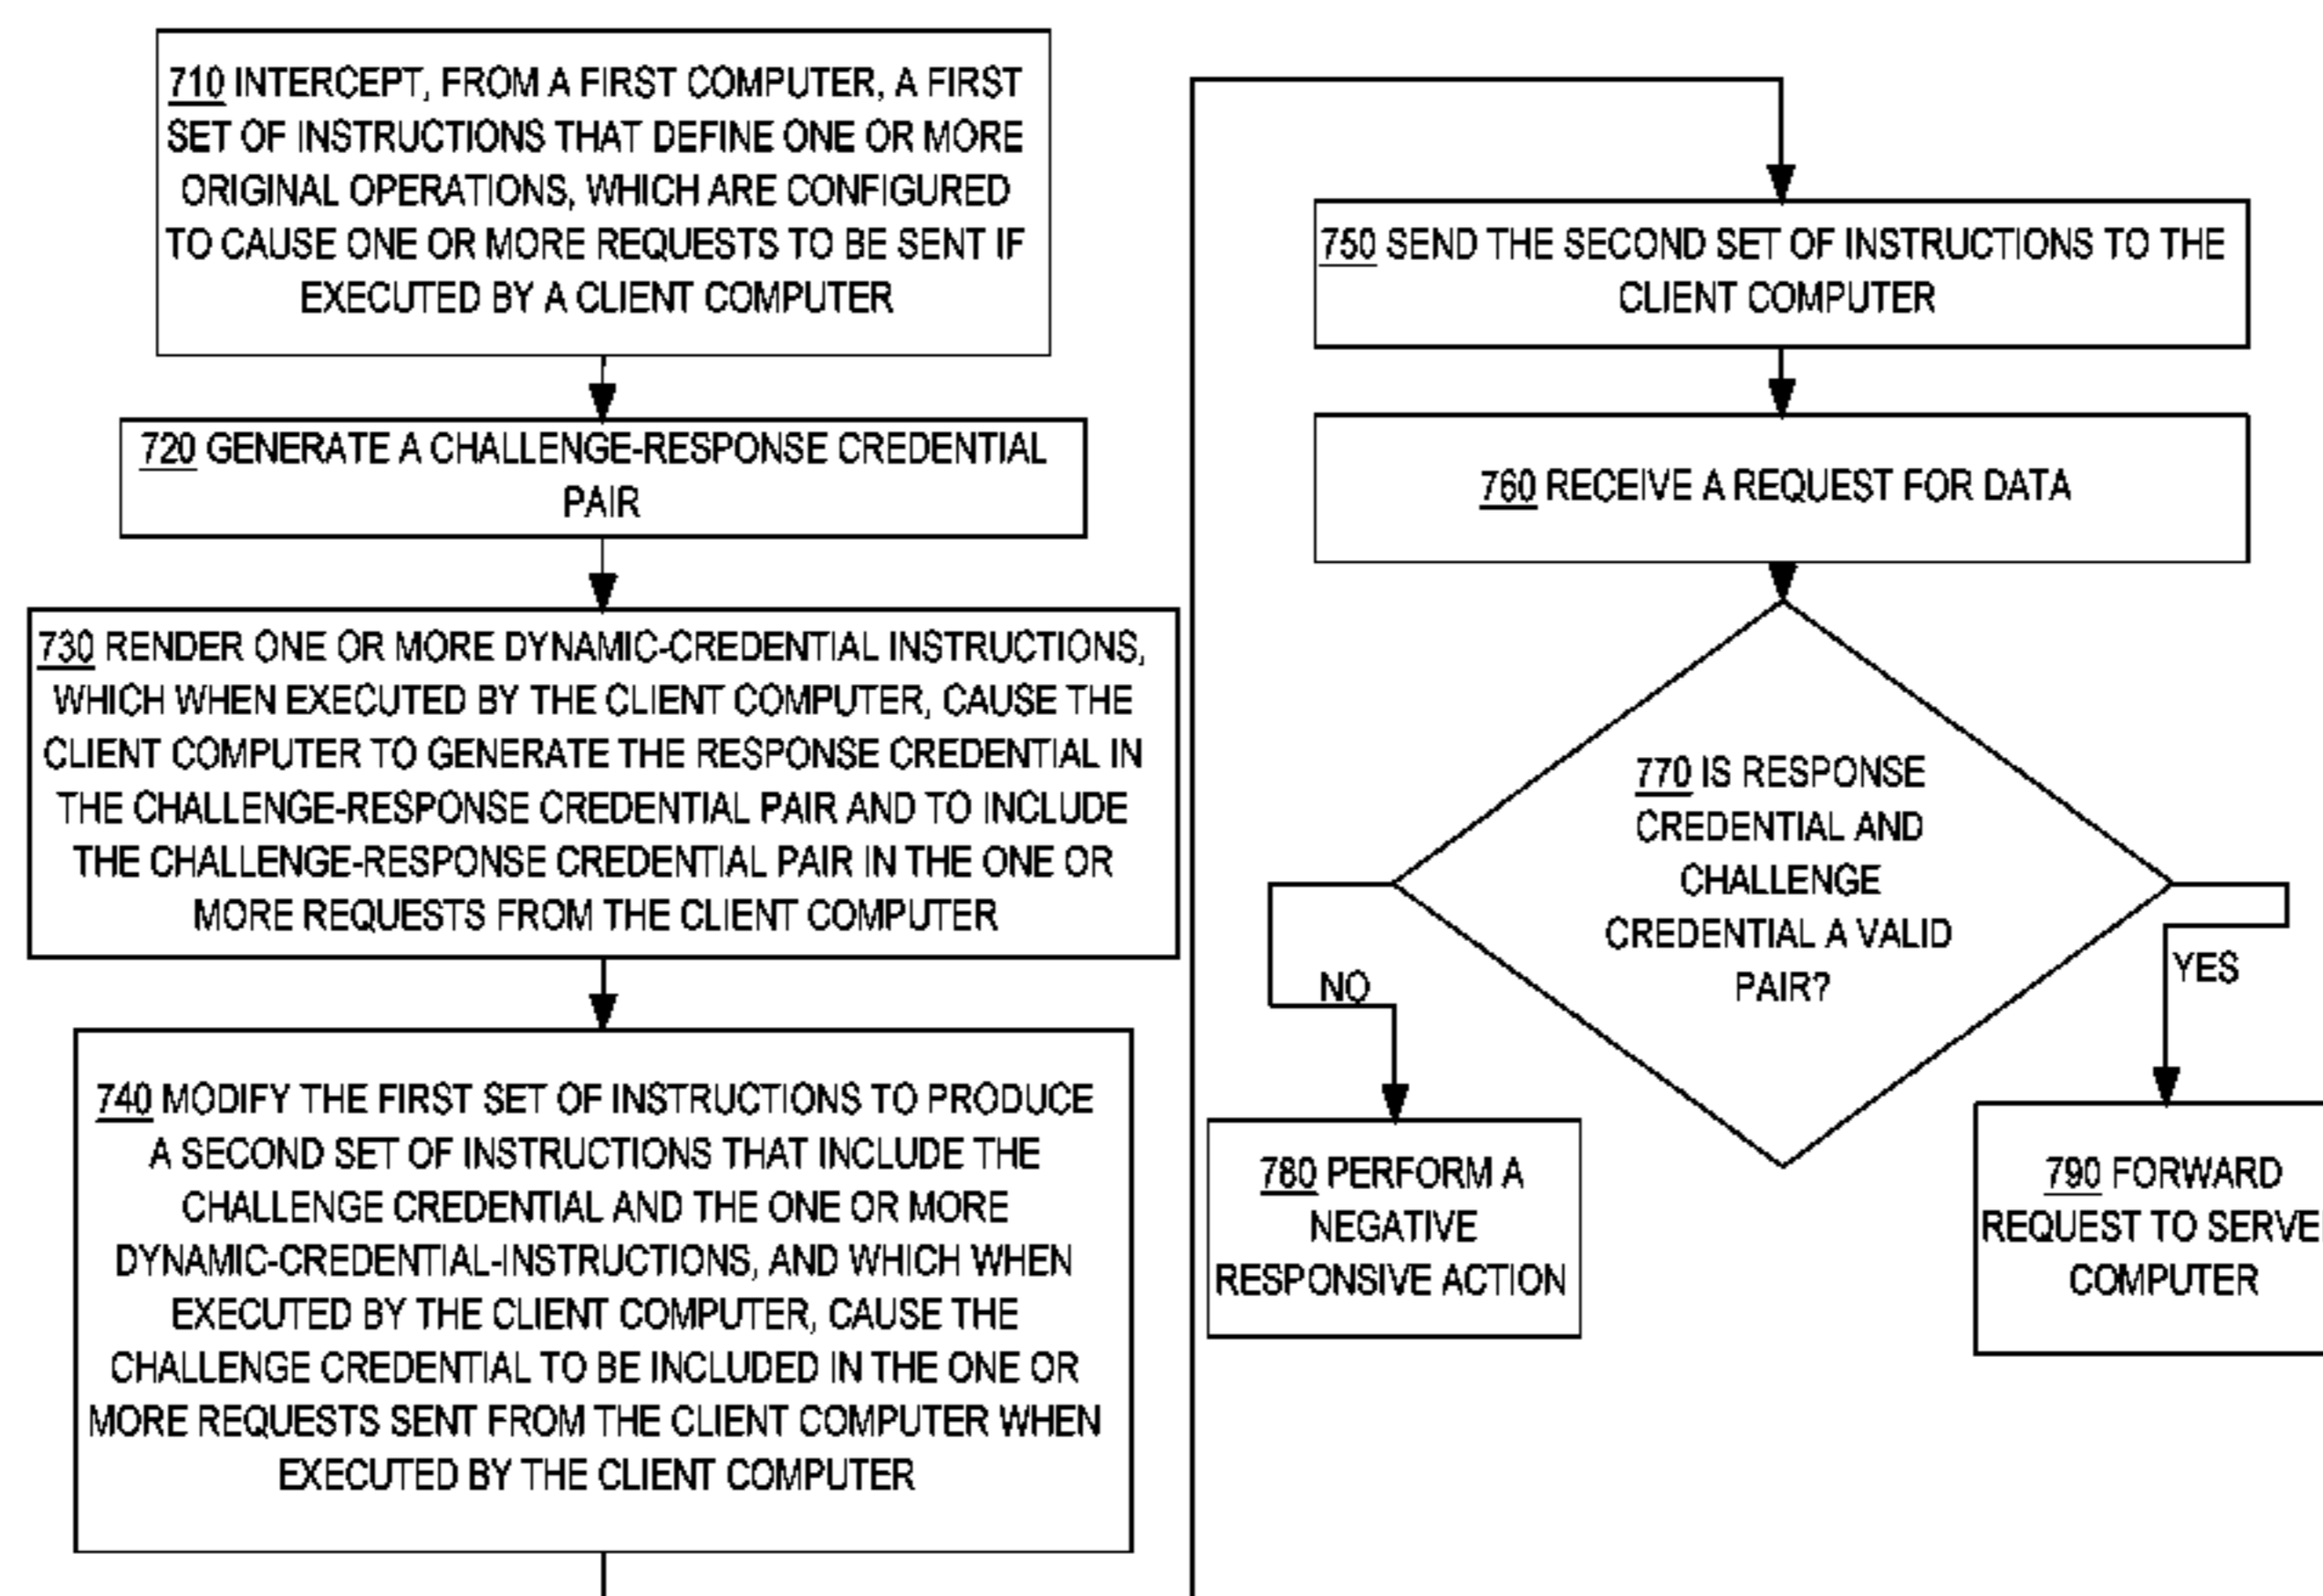 710 INTERCEPT, FROM A FIRST COMPUTER, A FIRST
SET OF INSTRUCTIONS THAT DEFINE ONE OR MORE
ORIGINAL OPERATIONS, WHICH ARE CONFIGURED
TO CAUSE ONE OR MORE REQUESTS TO BE SENT IF
EXECUTED BY A CLIENT COMPUTER
720 GENERATE A CHALLENGE-RESPONSE CREDENTIAL
PAIR
730 RENDER ONE OR MORE DYNAMIC-CREDENTIAL INSTRUCTIONS,
WHICH WHEN EXECUTED BY THE CLIENT COMPUTER, CAUSE THE
CLIENT COMPUTER TO GENERATE THE RESPONSE CREDENTIAL IN
THE CHALLENGE-RESPONSE CREDENTIAL PAIR AND TO INCLUDE
THE CHALLENGE-RESPONSE CREDENTIAL PAIR IN THE ONE OR
MORE REQUESTS FROM THE CLIENT COMPUTER
740 MODIFY THE FIRST SET OF INSTRUCTIONS TO PRODUCE
A SECOND SET OF INSTRUCTIONS THAT INCLUDE THE
CHALLENGE CREDENTIAL AND THE ONE OR MORE
DYNAMIC-CREDENTIAL-INSTRUCTIONS, AND WHICH WHEN
EXECUTED BY THE CLIENT COMPUTER, CAUSE THE
CHALLENGE CREDENTIAL TO BE INCLUDED IN THE ONE OR
MORE REQUESTS SENT FROM THE CLIENT COMPUTER WHEN
EXECUTED BY THE CLIENT COMPUTER
750 SEND THE SECOND SET OF INSTRUCTIONS TO THE
CLIENT COMPUTER
760 RECEIVE A REQUEST FOR DATA
770 IS RESPONSE
CREDENTIAL AND
CHALLENGE
CREDENTIAL A VALID
PAIR?
NO
YES
780 PERFORM A
NEGATIVE
RESPONSIVE ACTION
790 FORWARD
REQUEST TO
COMPUTER